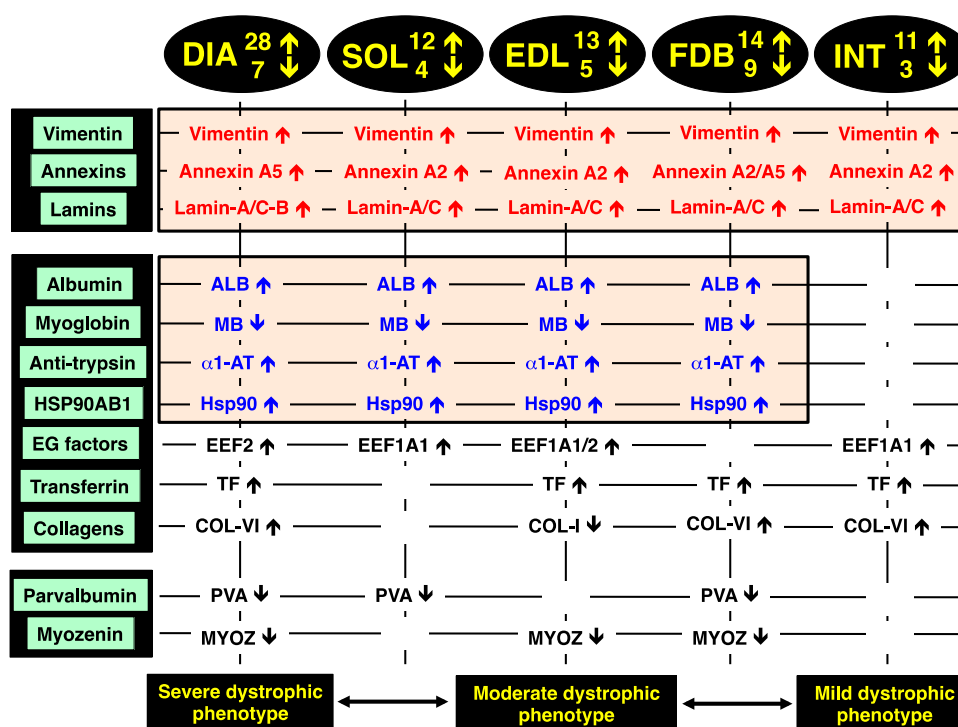 DIA 28 ↑ 7 ↓ SOL 12 ↑ 4 ↓ EDL 13 ↑ 5 ↓ FDB 14 ↑ 9 ↓ INT 11 ↑ 3 ↓
Vimentin Vimentin ↑ Vimentin ↑ Vimentin ↑ Vimentin ↑ Vimentin ↑
Annexins Annexin A5 ↑ Annexin A2 ↑ Annexin A2 ↑ Annexin A2/A5 ↑ Annexin A2 ↑
Lamins Lamin-A/C-B ↑ Lamin-A/C ↑ Lamin-A/C ↑ Lamin-A/C ↑ Lamin-A/C ↑
Albumin ALB ↑ ALB ↑ ALB ↑ ALB ↑
Myoglobin MB ↓ MB ↓ MB ↓ MB ↓
Anti-trypsin α1-AT ↑ α1-AT ↑ α1-AT ↑ α1-AT ↑
HSP90AB1 Hsp90 ↑ Hsp90 ↑ Hsp90 ↑ Hsp90 ↑
EG factors EEF2 ↑ EEF1A1 ↑ EEF1A1/2 ↑ EEF1A1 ↑
Transferrin TF ↑ TF ↑ TF ↑ TF ↑
Collagens COL-VI ↑ COL-I ↓ COL-VI ↑ COL-VI ↑
Parvalbumin PVA ↓ PVA ↓ PVA ↓
Myozenin MYOZ ↓ MYOZ ↓ MYOZ ↓
Severe dystrophic
phenotype
Moderate dystrophic
phenotype
Mild dystrophic
phenotype